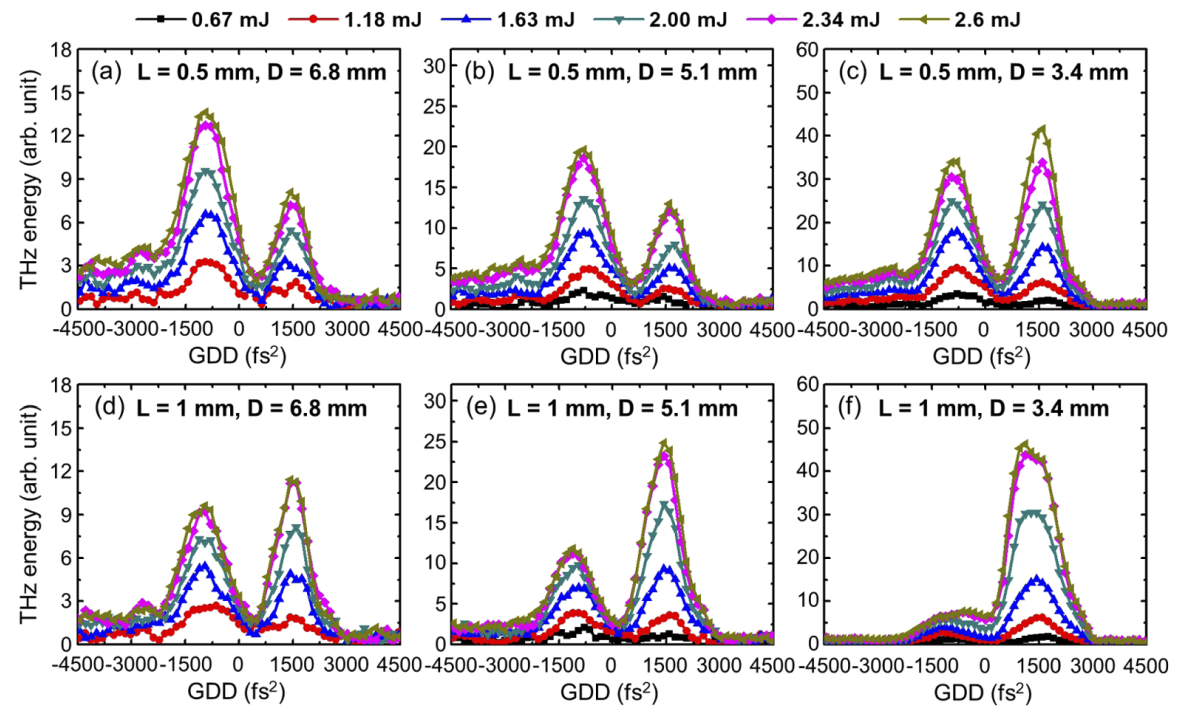 0.67 mJ 1.18 mJ 1.63 mJ 2.00 mJ 2.34 mJ 2.6 mJ
(a) L = 0.5 mm, D = 6.8 mm
THz energy (arb. unit)
18
15
12
9
6
3
0
-4500 -3000 -1500 0 1500 3000 4500
GDD (fs²)
(b) L = 0.5 mm, D = 5.1 mm
30
25
20
15
10
5
0
-4500 -3000 -1500 0 1500 3000 4500
GDD (fs²)
(c) L = 0.5 mm, D = 3.4 mm
60
50
40
30
20
10
0
-4500 -3000 -1500 0 1500 3000 4500
GDD (fs²)
(d) L = 1 mm, D = 6.8 mm
THz energy (arb. unit)
18
15
12
9
6
3
0
-4500 -3000 -1500 0 1500 3000 4500
GDD (fs²)
(e) L = 1 mm, D = 5.1 mm
30
25
20
15
10
5
0
-4500 -3000 -1500 0 1500 3000 4500
GDD (fs²)
(f) L = 1 mm, D = 3.4 mm
60
50
40
30
20
10
0
-4500 -3000 -1500 0 1500 3000 4500
GDD (fs²)